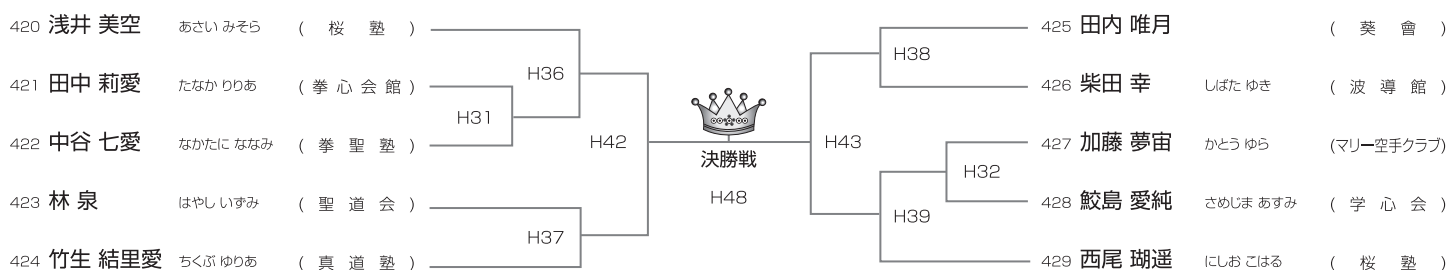 420 浅井 美空 あさい みそら ( 桜 塾 )
421 田中 莉愛 たなか りりあ ( 拳 心 会 館 )
422 中谷 七愛 なかたに ななみ ( 拳 聖 塾 )
423 林 泉 はやし いずみ ( 聖 道 会 )
424 竹生 結里愛 ちくぶ ゆりあ ( 真 道 塾 )
H36
H31
H42
H37
決勝戦
H48
H38
H43
H32
H39
425 田内 唯月 ( 葵 會 )
426 柴田 幸 しばた ゆき ( 波 導 館 )
427 加藤 夢宙 かとう ゆら (マリー空手クラブ)
428 鮫島 愛純 さめじま あすみ ( 学 心 会 )
429 西尾 瑚遥 にしお こはる ( 桜 塾 )